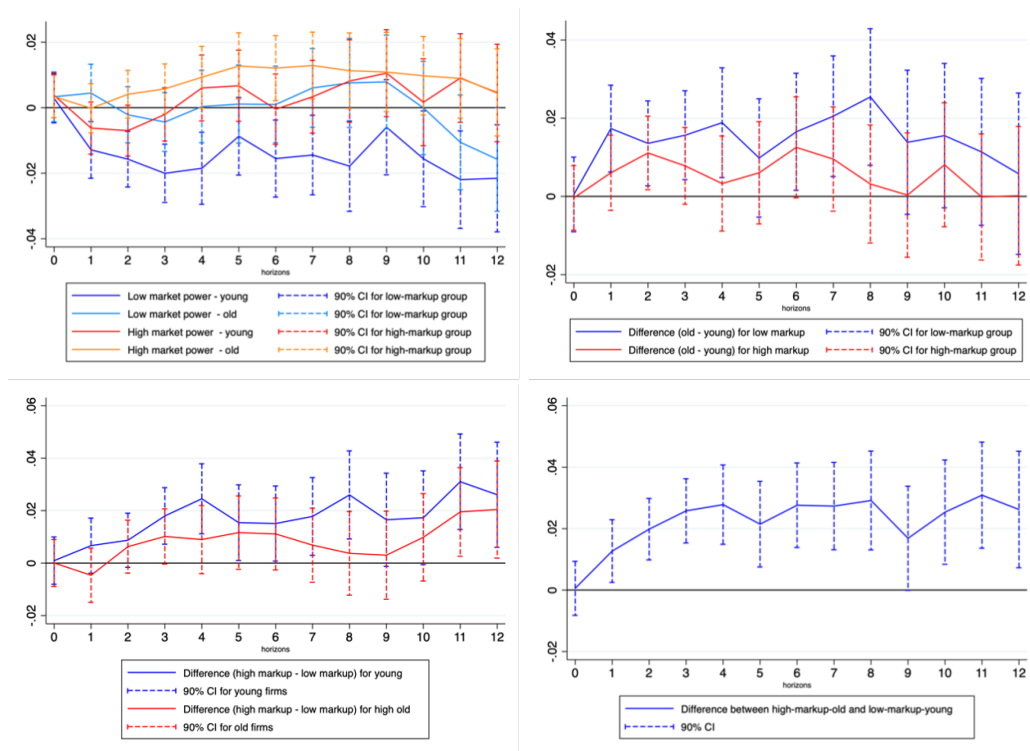 .02
0
-.02
-.04
0 1 2 3 4 5 6 7 8 9 10 11 12
horizons
Low market power - young 90% CI for low-markup group
Low market power - old 90% CI for low-markup group
High market power - young 90% CI for high-markup group
High market power - old 90% CI for high-markup group
.04
.02
0
-.02
0 1 2 3 4 5 6 7 8 9 10 11 12
horizons
Difference (old - young) for low markup 90% CI for low-markup group
Difference (old - young) for high markup 90% CI for high-markup group
.06
.04
.02
0
-.02
0 1 2 3 4 5 6 7 8 9 10 11 12
horizons
Difference (high markup - low markup) for young
90% CI for young firms
Difference (high markup - low markup) for high old
90% CI for old firms
.06
.04
.02
0
-.02
0 1 2 3 4 5 6 7 8 9 10 11 12
horizons
Difference between high-markup-old and low-markup-young
90% CI